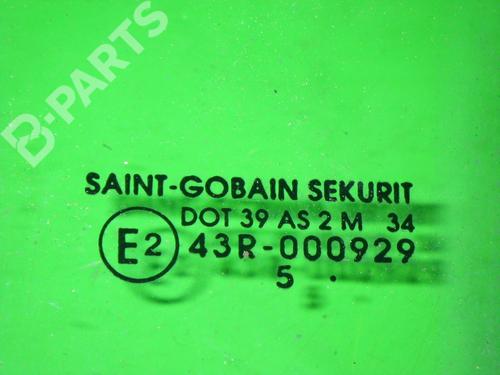 B-PARTS
SAINT-GOBAIN SEKURIT
DOT 39 AS 2 M 34
E2 43R-000929
5 .